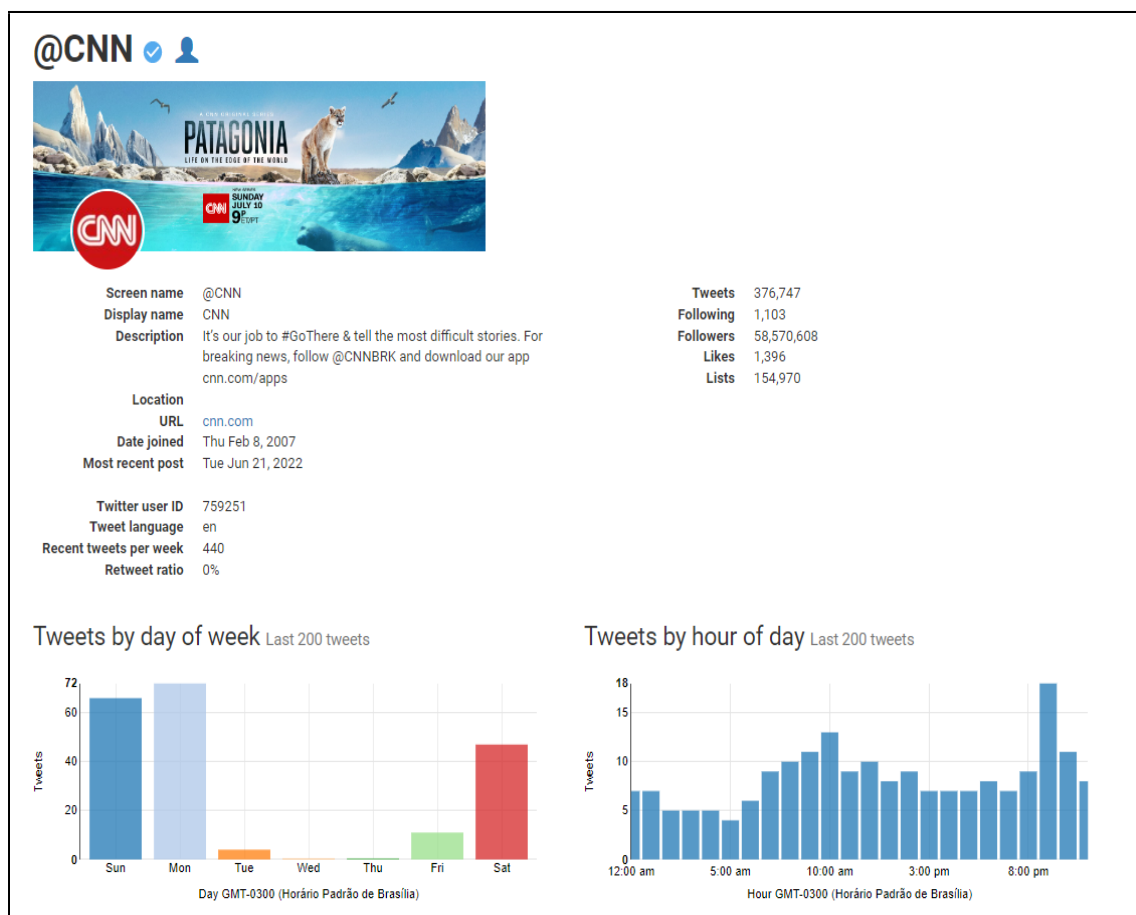 @CNN
A CNN ORIGINAL SERIES
PATAGONIA
LIFE ON THE EDGE OF THE WORLD
NEW SERIES
CNN
SUNDAY
JULY 10
9P
ET/PT
CNN
Screen name @CNN
Display name CNN
Description It's our job to #GoThere & tell the most difficult stories. For
breaking news, follow @CNNBRK and download our app
cnn.com/apps
Location
URL cnn.com
Date joined Thu Feb 8, 2007
Most recent post Tue Jun 21, 2022
Twitter user ID 759251
Tweet language en
Recent tweets per week 440
Retweet ratio 0%
Tweets 376,747
Following 1,103
Followers 58,570,608
Likes 1,396
Lists 154,970
Tweets by day of week Last 200 tweets
72
60
40
20
0
Tweets
Sun Mon Tue Wed Thu Fri Sat
Day GMT-0300 (Horário Padrão de Brasília)
Tweets by hour of day Last 200 tweets
18
15
10
5
0
Tweets
12:00 am 5:00 am 10:00 am 3:00 pm 8:00 pm
Hour GMT-0300 (Horário Padrão de Brasília)